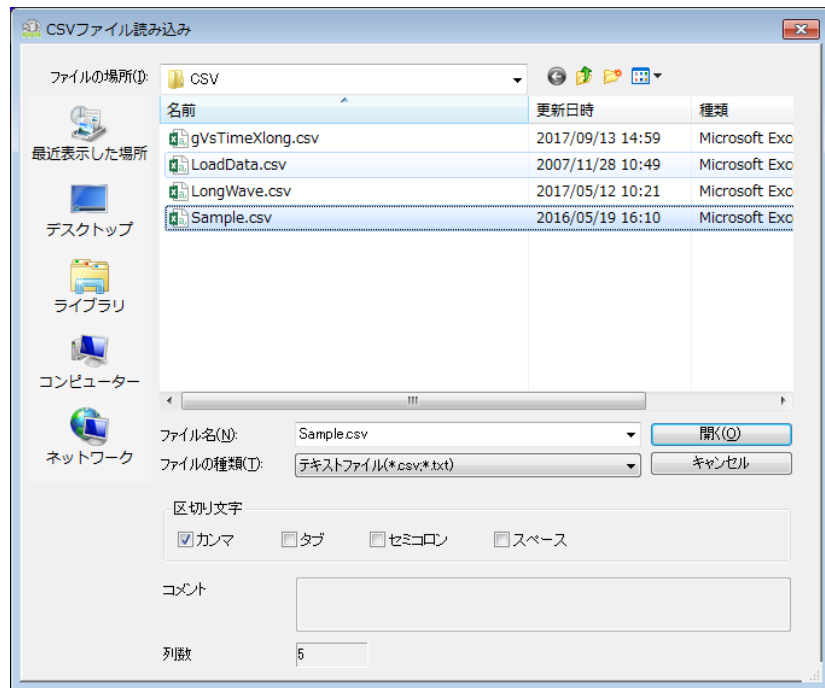 CSVファイル読み込み
ファイルの場所(I):
CSV
最近表示した場所
デスクトップ
ライブラリ
コンピューター
ネットワーク
名前 更新日時 種類
gVsTimeXlong.csv 2017/09/13 14:59 Microsoft Exc
LoadData.csv 2007/11/28 10:49 Microsoft Exc
LongWave.csv 2017/05/12 10:21 Microsoft Exc
Sample.csv 2016/05/19 16:10 Microsoft Exc
ファイル名(N): Sample.csv 開く(O)
ファイルの種類(T): テキストファイル(*.csv;*.txt) キャンセル
区切り文字
カンマ タブ セミコロン スペース
コメント
列数 5